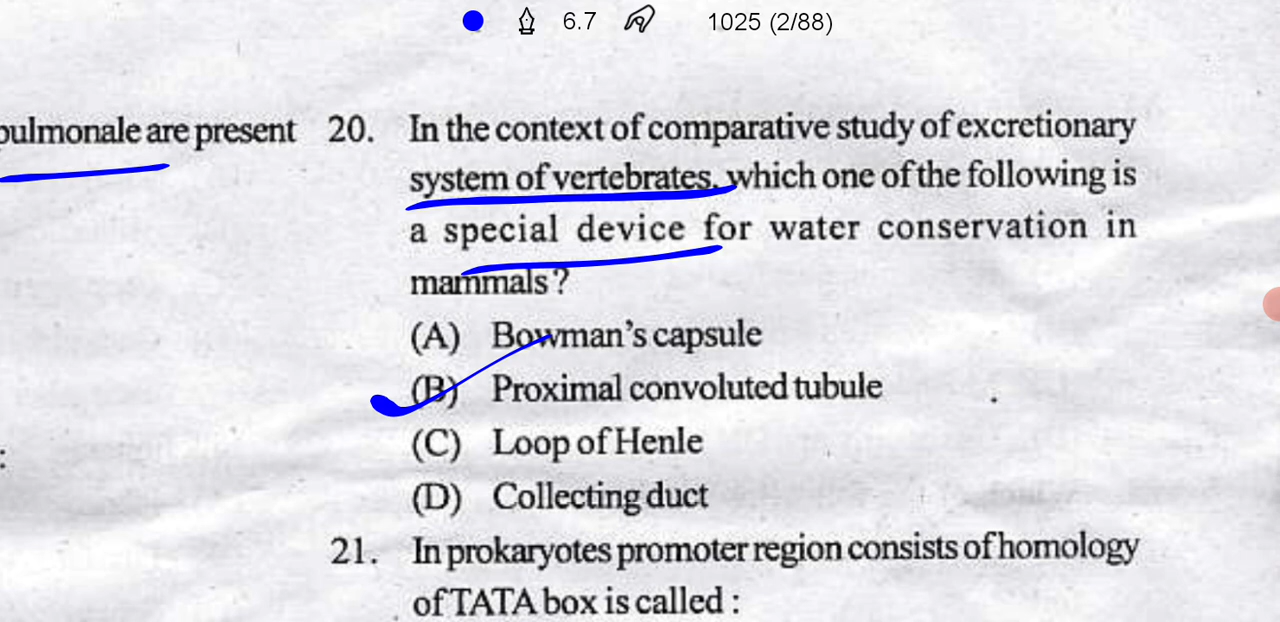 6.7 1025 (2/88)
pulmonale are present
:
20. In the context of comparative study of excretionary
system of vertebrates, which one of the following is
a special device for water conservation in
mammals?
(A) Bowman's capsule
(B) Proximal convoluted tubule
(C) Loop of Henle
(D) Collecting duct
21. In prokaryotes promoter region consists of homology
of TATA box is called :